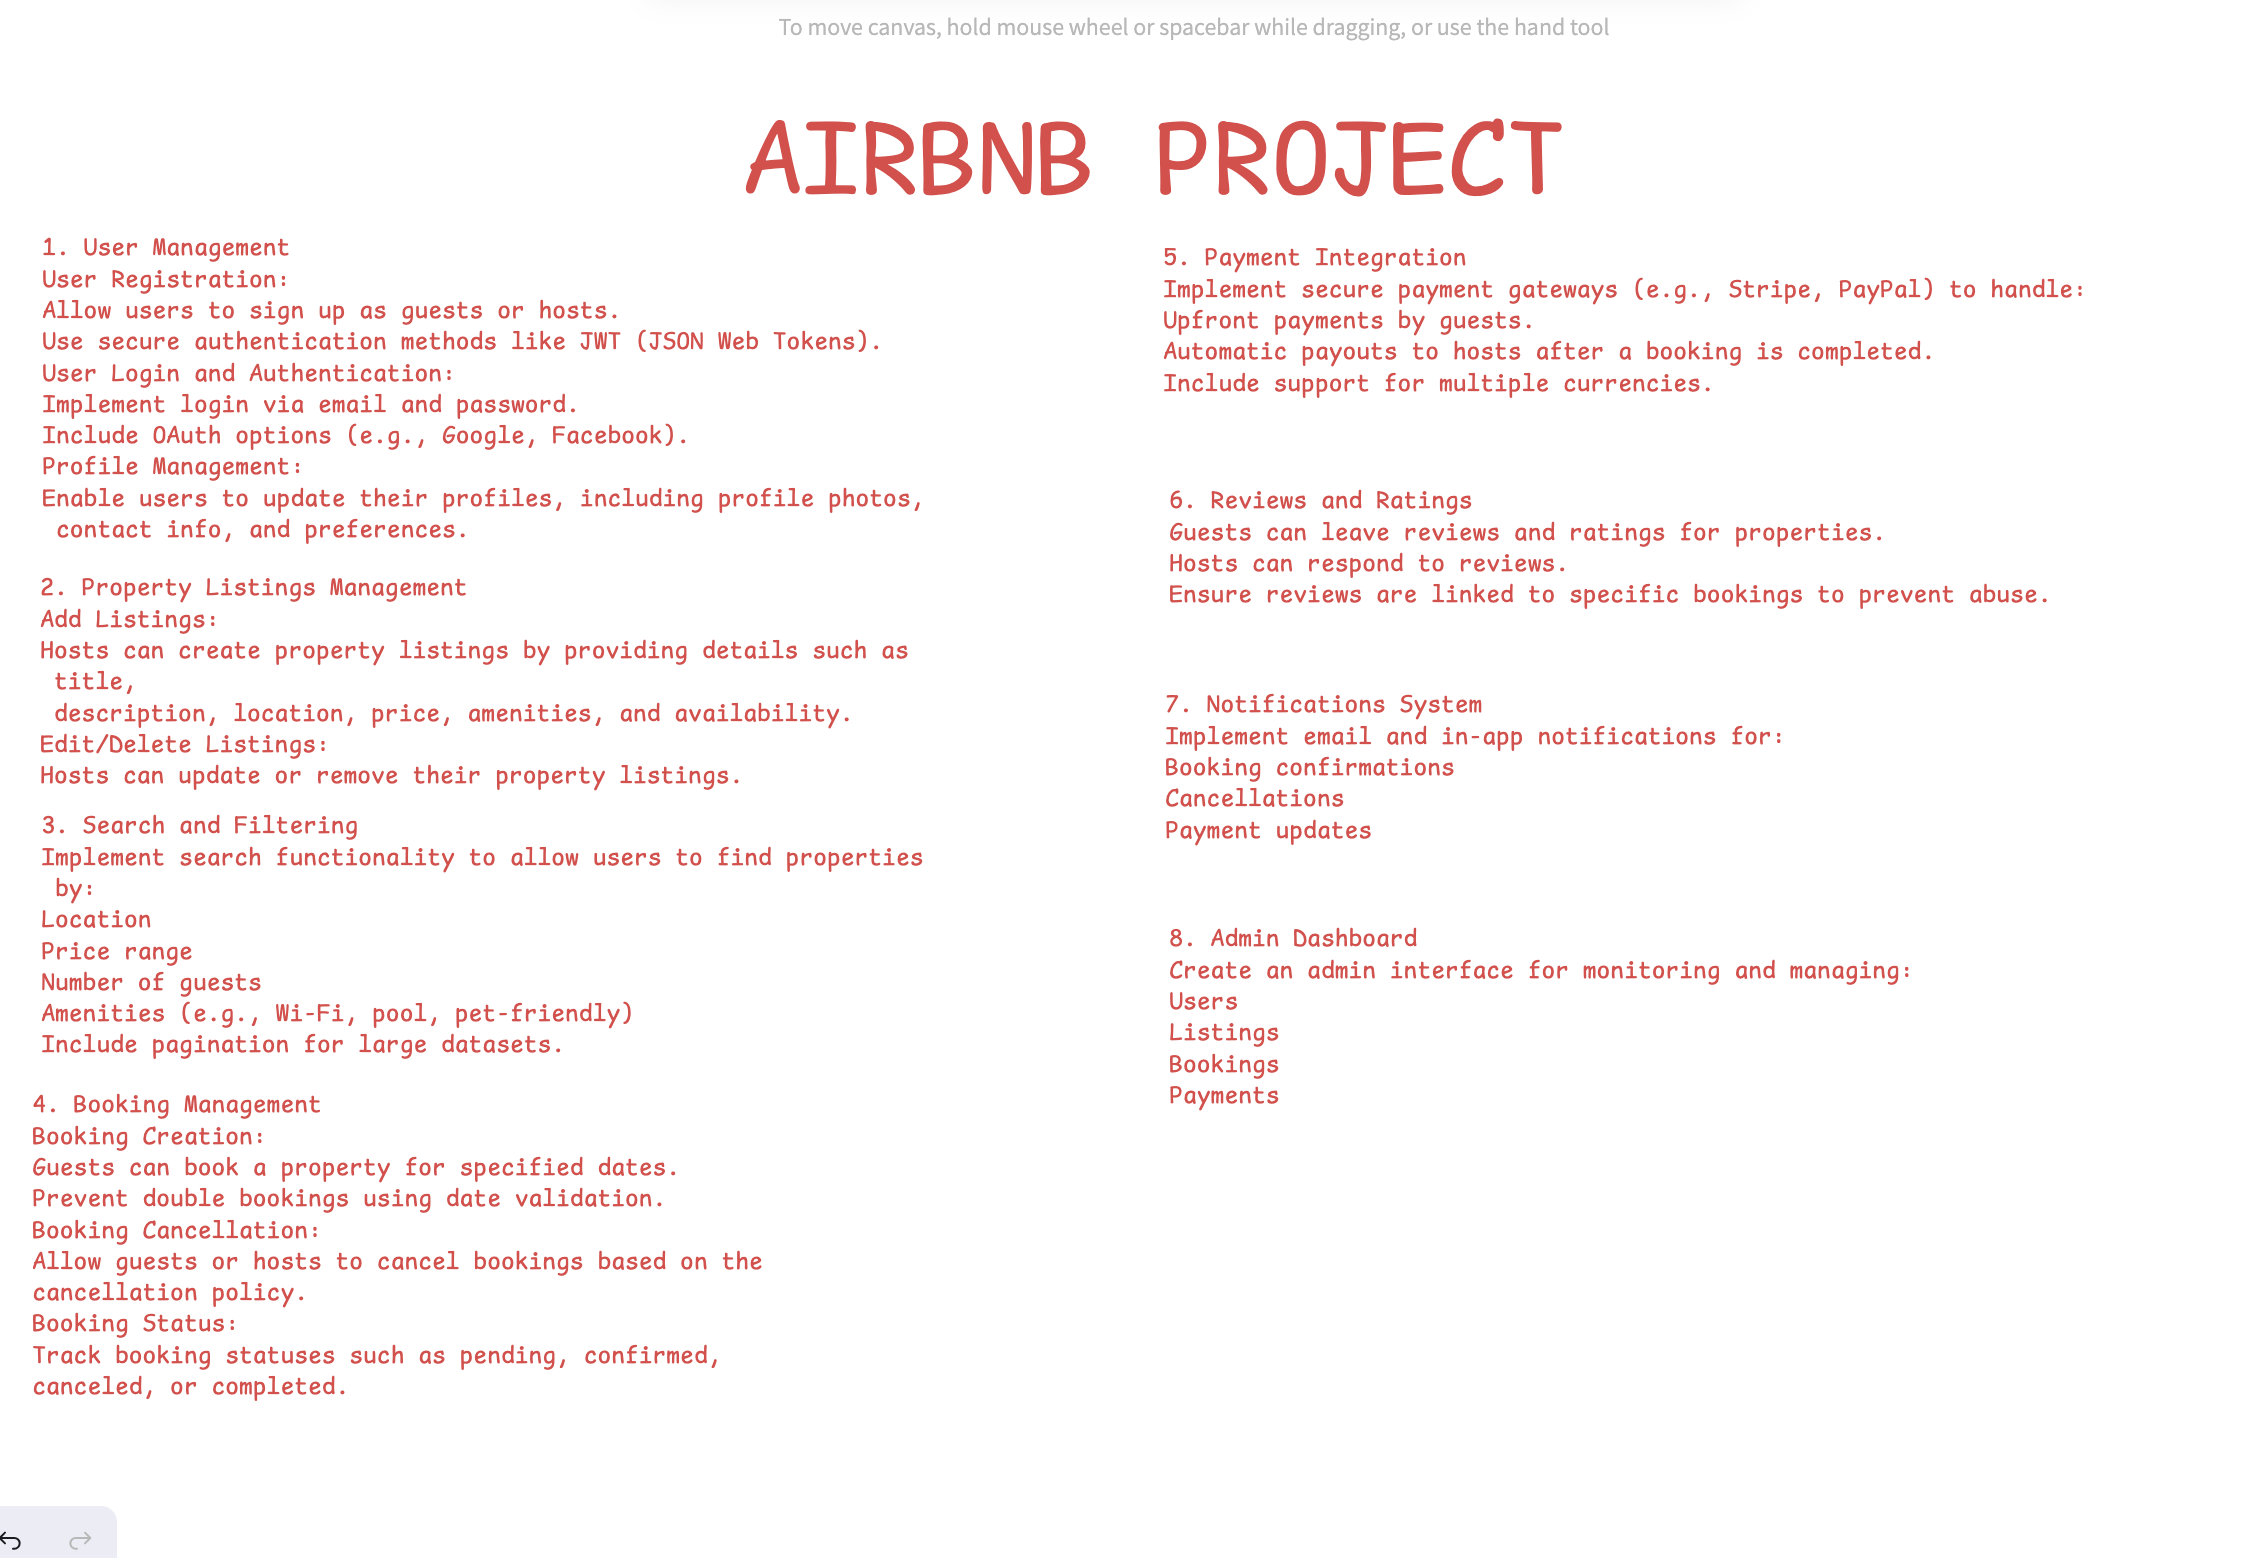 To move canvas, hold mouse wheel or spacebar while dragging, or use the hand tool
AIRBNB PROJECT
1. User Management
User Registration:
Allow users to sign up as guests or hosts.
Use secure authentication methods like JWT (JSON Web Tokens).
User Login and Authentication:
Implement login via email and password.
Include OAuth options (e.g., Google, Facebook).
Profile Management:
Enable users to update their profiles, including profile photos,
contact info, and preferences.
2. Property Listings Management
Add Listings:
Hosts can create property listings by providing details such as
title,
description, location, price, amenities, and availability.
Edit/Delete Listings:
Hosts can update or remove their property listings.
3. Search and Filtering
Implement search functionality to allow users to find properties
by:
Location
Price range
Number of guests
Amenities (e.g., Wi-Fi, pool, pet-friendly)
Include pagination for large datasets.
4. Booking Management
Booking Creation:
Guests can book a property for specified dates.
Prevent double bookings using date validation.
Booking Cancellation:
Allow guests or hosts to cancel bookings based on the
cancellation policy.
Booking Status:
Track booking statuses such as pending, confirmed,
canceled, or completed.
5. Payment Integration
Implement secure payment gateways (e.g., Stripe, PayPal) to handle:
Upfront payments by guests.
Automatic payouts to hosts after a booking is completed.
Include support for multiple currencies.
6. Reviews and Ratings
Guests can leave reviews and ratings for properties.
Hosts can respond to reviews.
Ensure reviews are linked to specific bookings to prevent abuse.
7. Notifications System
Implement email and in-app notifications for:
Booking confirmations
Cancellations
Payment updates
8. Admin Dashboard
Create an admin interface for monitoring and managing:
Users
Listings
Bookings
Payments